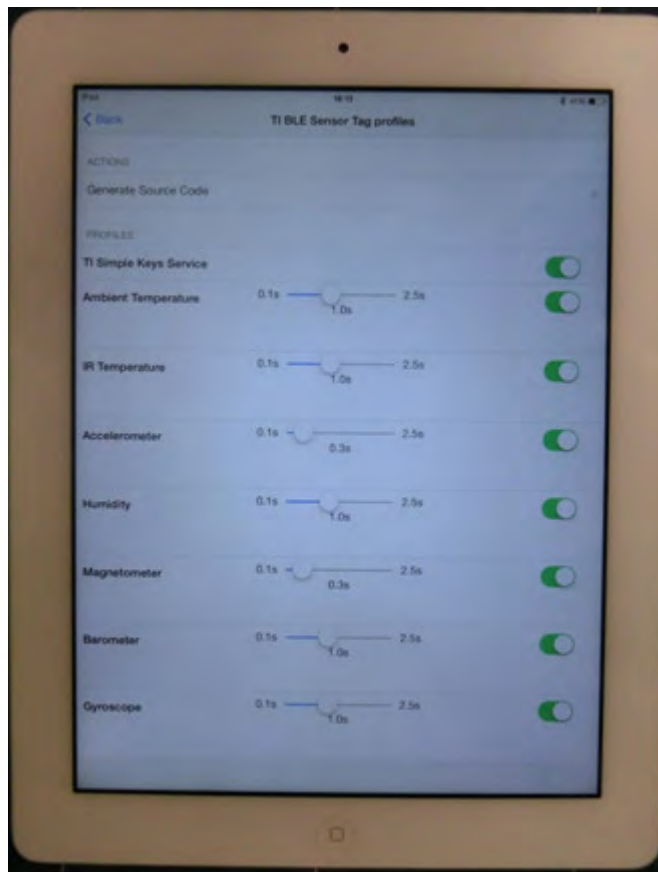 iPad
< Back TI BLE Sensor Tag profiles
ACTIONS
Generate Source Code
PROFILES
TI Simple Keys Service
Ambient Temperature 0.1s 2.5s
1.0s
IR Temperature 0.1s 2.5s
1.0s
Accelerometer 0.1s 2.5s
0.3s
Humidity 0.1s 2.5s
1.0s
Magnetometer 0.1s 2.5s
0.3s
Barometer 0.1s 2.5s
1.0s
Gyroscope 0.1s 2.5s
1.0s